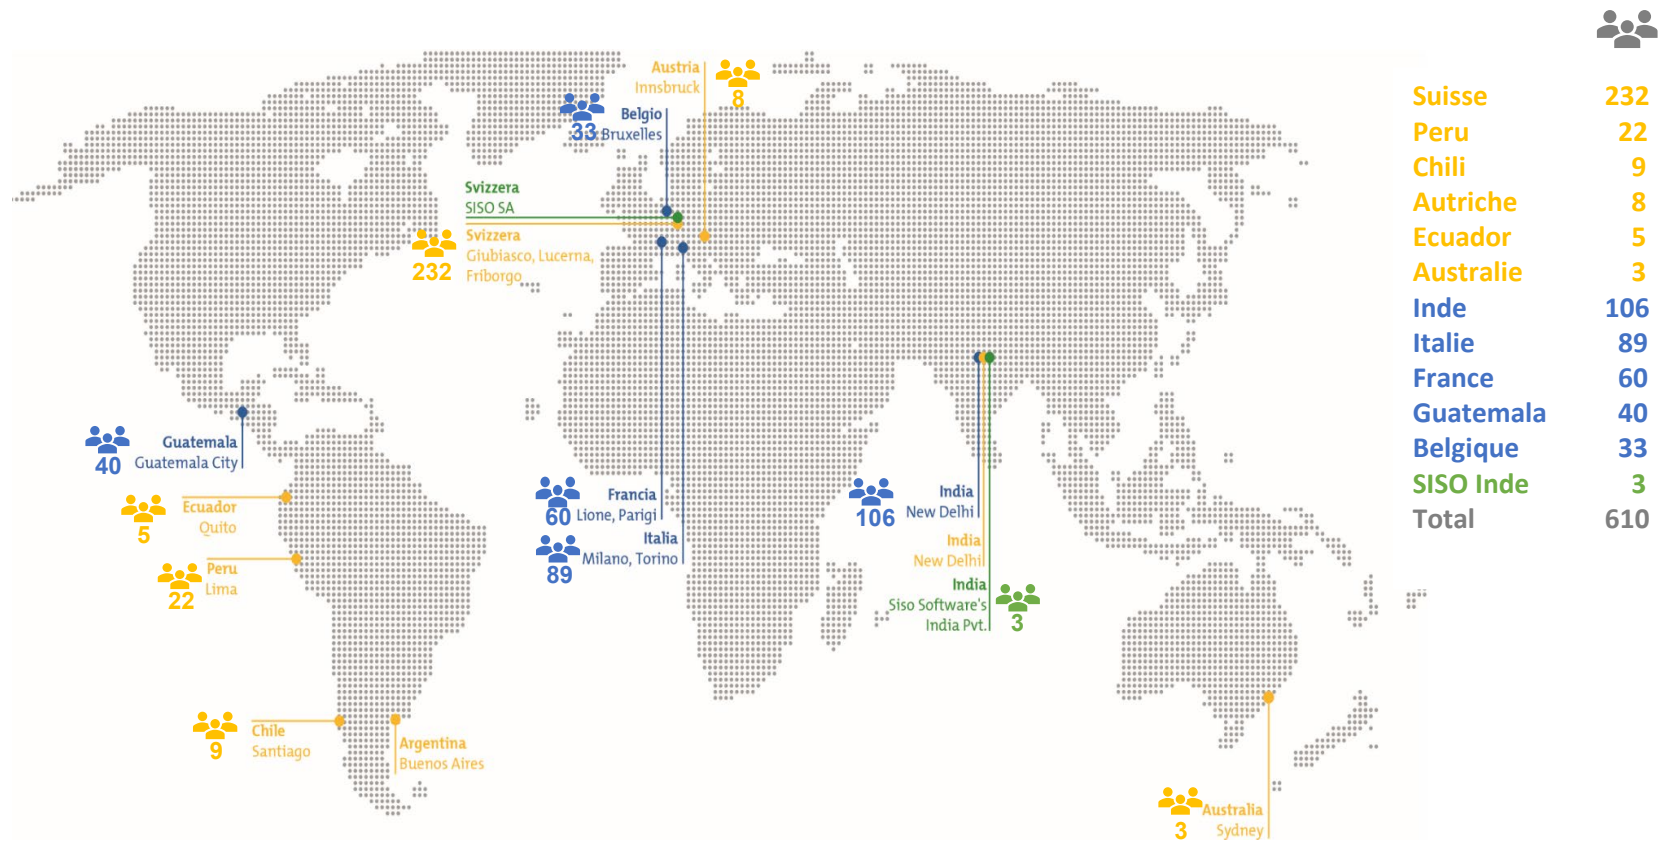 Austria
Innsbruck
8
Belgio
33 Bruxelles
Svizzera
SISO SA
Svizzera
Giubiasco, Lucerna,
Friborgo
232
Guatemala
Guatemala City
40
Ecuador
Quito
5
Peru
Lima
22
Chile
Santiago
9
Argentina
Buenos Aires
Francia
60 Lione, Parigi
Italia
Milano, Torino
89
India
New Delhi
106
India
New Delhi
India
Siso Software's
India Pvt.
3
Australia
Sydney
3
Suisse 232
Peru 22
Chili 9
Autriche 8
Ecuador 5
Australie 3
Inde 106
Italie 89
France 60
Guatemala 40
Belgique 33
SISO Inde 3
Total 610